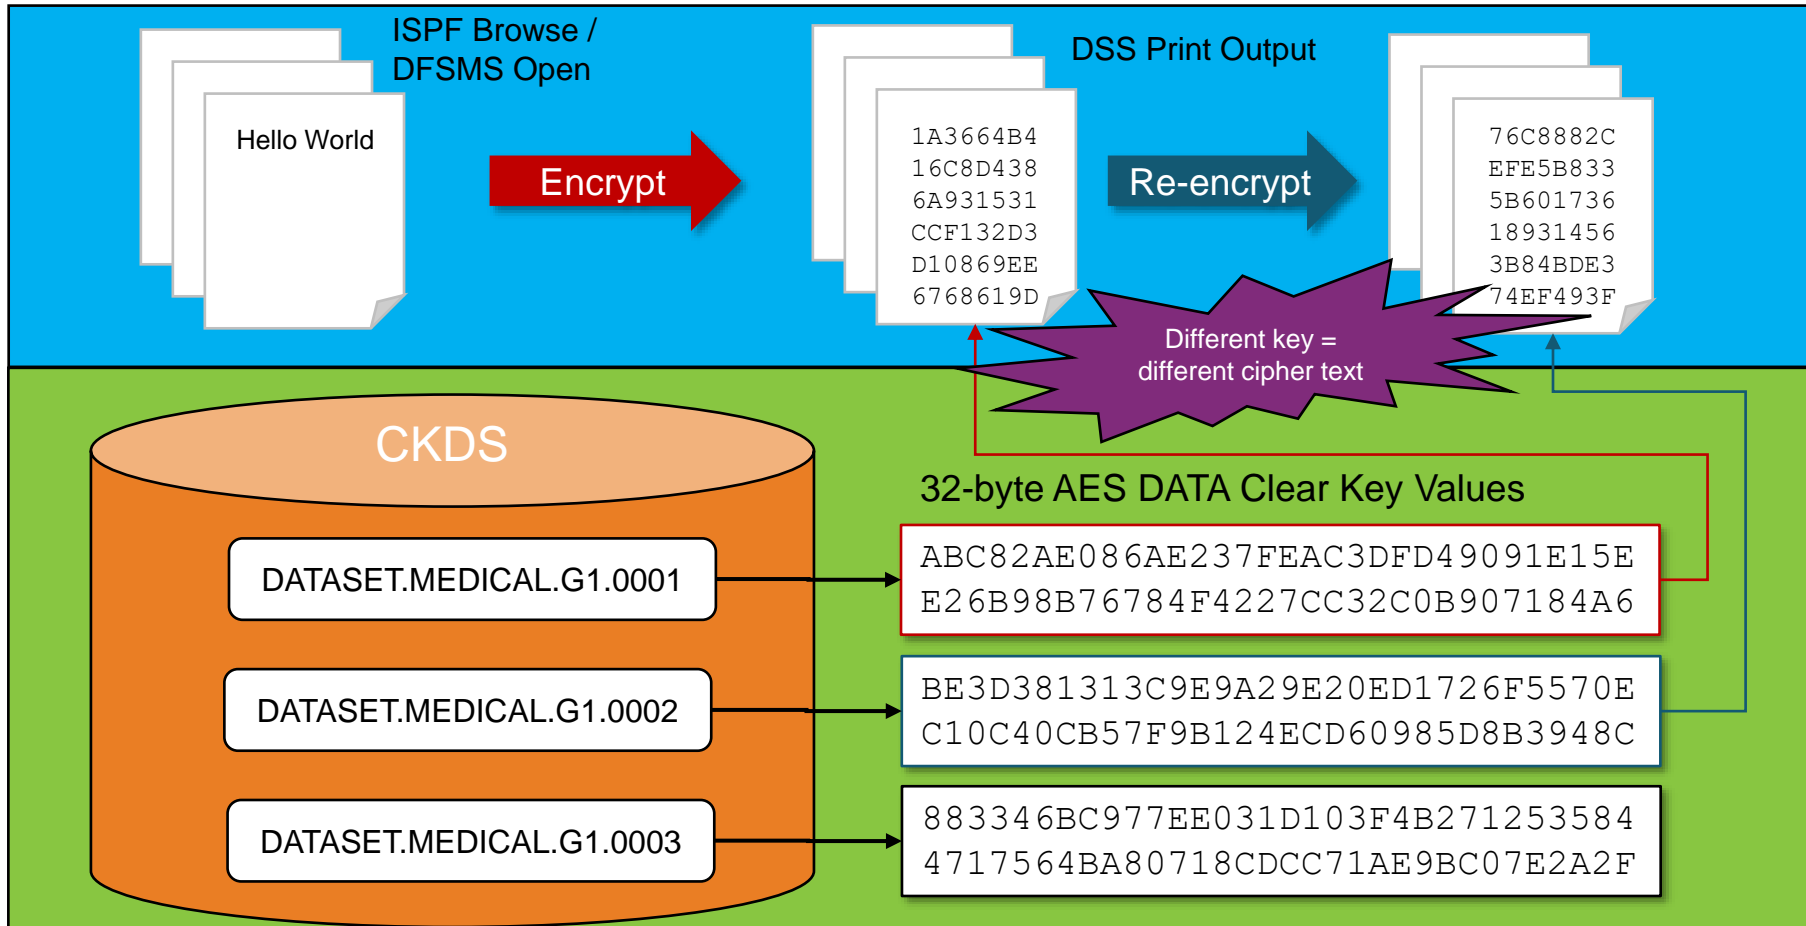 ISPF Browse /
DFSMS Open
DSS Print Output
Hello World
Encrypt
1A3664B4
16C8D438
6A931531
CCF132D3
D10869EE
6768619D
Re-encrypt
76C8882C
EFE5B833
5B601736
18931456
3B84BDE3
74EF493F
Different key =
different cipher text
CKDS
32-byte AES DATA Clear Key Values
DATASET.MEDICAL.G1.0001
ABC82AE086AE237FEAC3DFD49091E15E
E26B98B76784F4227CC32C0B907184A6
DATASET.MEDICAL.G1.0002
BE3D381313C9E9A29E20ED1726F5570E
C10C40CB57F9B124ECD60985D8B3948C
DATASET.MEDICAL.G1.0003
883346BC977EE031D103F4B271253584
4717564BA80718CDCC71AE9BC07E2A2F